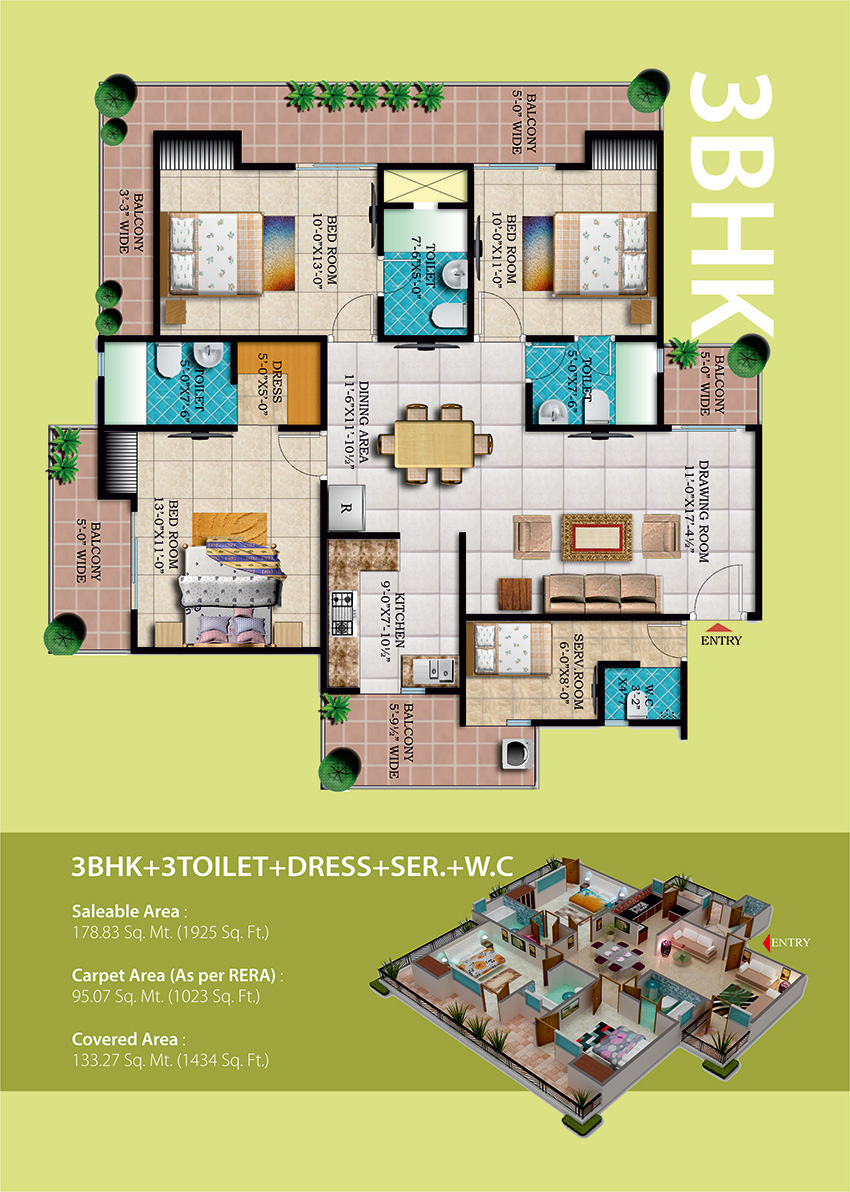 3BHK
BALCONY
5'-0" WIDE
BALCONY
3'-3" WIDE
BED ROOM
10'-0"X13'-0"
TOILET
7'-6"X5'-0"
BED ROOM
10'-0"X11'-0"
TOILET
5'-0"X7'-6"
DRESS
5'-0"X5'-0"
DINING AREA
11'-6"X11'-10½"
TOILET
5'-0"X7'-6"
BALCONY
5'-0" WIDE
BALCONY
5'-0" WIDE
BED ROOM
13'-0"X11'-0"
R
DRAWING ROOM
11'-0"X17'-4½"
KITCHEN
9'-0"X7'-10½"
SERV.ROOM
6'-0"X8'-0"
W.C
3'-2"
X4'-7"
ENTRY
BALCONY
5'-9½" WIDE
3BHK+3TOILET+DRESS+SER.+W.C
Saleable Area :
178.83 Sq. Mt. (1925 Sq. Ft.)
Carpet Area (As per RERA) :
95.07 Sq. Mt. (1023 Sq. Ft.)
Covered Area :
133.27 Sq. Mt. (1434 Sq. Ft.)
ENTRY